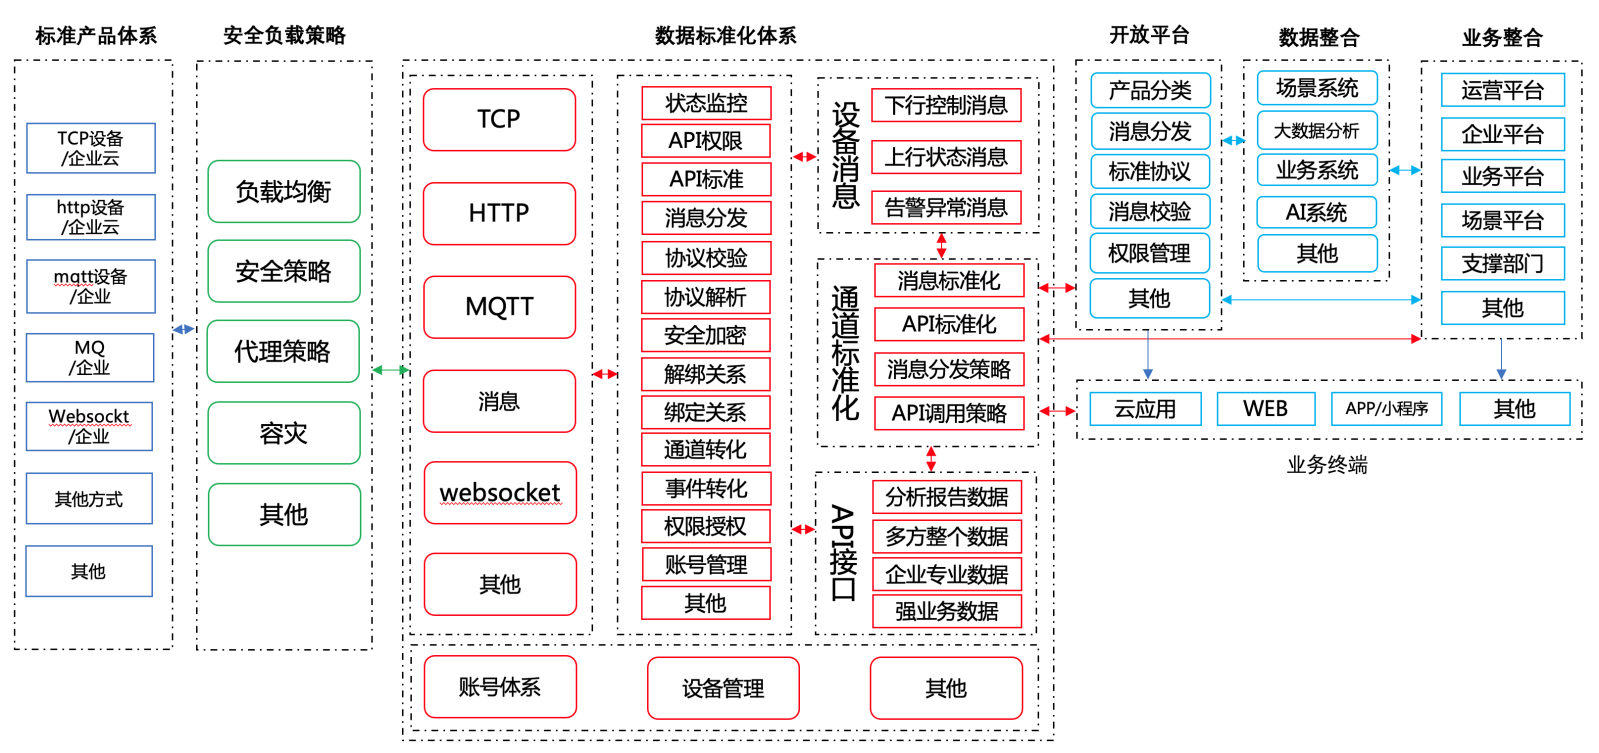 标准产品体系
TCP设备
/企业云
http设备
/企业云
mqtt设备
/企业
MQ
/企业
Websockt
/企业
其他方式
其他
安全负载策略
负载均衡
安全策略
代理策略
容灾
其他
数据标准化体系
TCP
HTTP
MQTT
消息
websocket
其他
状态监控
API权限
API标准
消息分发
协议校验
协议解析
安全加密
解绑关系
绑定关系
通道转化
事件转化
权限授权
账号管理
其他
设备消息
下行控制消息
上行状态消息
告警异常消息
通道标准化
消息标准化
API标准化
消息分发策略
API调用策略
API接口
分析报告数据
多方整个数据
企业专业数据
强业务数据
账号体系
设备管理
其他
开放平台
产品分类
消息分发
标准协议
消息校验
权限管理
其他
数据整合
场景系统
大数据分析
业务系统
AI系统
其他
业务整合
运营平台
企业平台
业务平台
场景平台
支撑部门
其他
云应用
WEB
APP/小程序
其他
业务终端